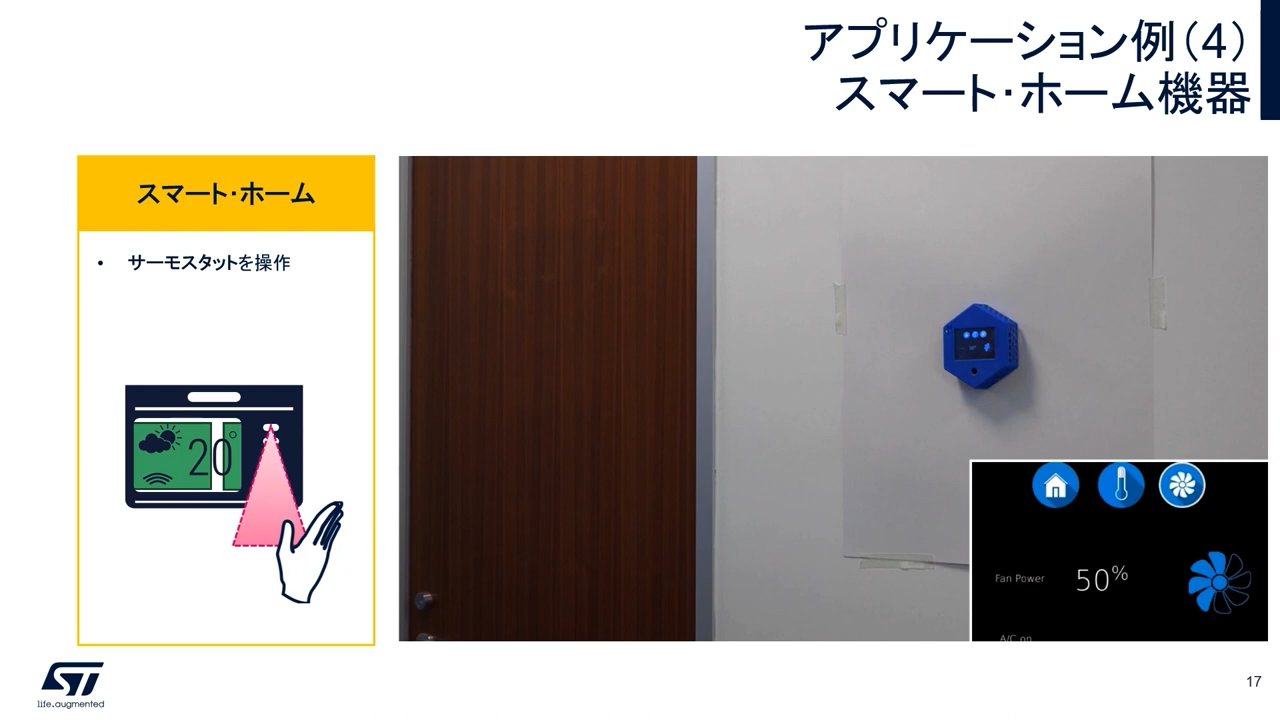 アプリケーション例（4）
スマート・ホーム機器
スマート・ホーム
• サーモスタットを操作
20°
Fan Power 50%
A/C on
ST
life.augmented
17